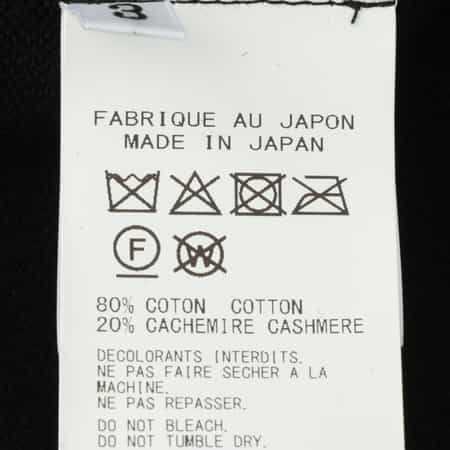 3
FABRIQUE AU JAPON
MADE IN JAPAN
F
W
80% COTON COTTON
20% CACHEMIRE CASHMERE
DECOLORANTS INTERDITS.
NE PAS FAIRE SECHER A LA
MACHINE.
NE PAS REPASSER.
DO NOT BLEACH.
DO NOT TUMBLE DRY.